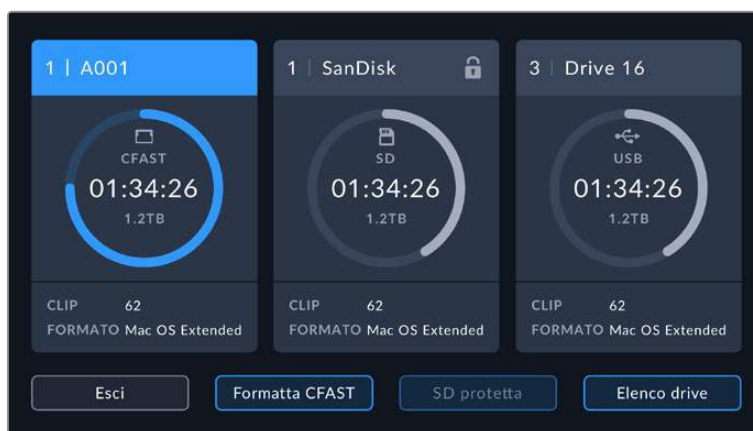 1 | A001
CFAST
01:34:26
1.2TB
CLIP 62
FORMATO Mac OS Extended
1 | SanDisk
SD
01:34:26
1.2TB
CLIP 62
FORMATO Mac OS Extended
3 | Drive 16
USB
01:34:26
1.2TB
CLIP 62
FORMATO Mac OS Extended
Esci
Formatta CFAST
SD protetta
Elenco drive